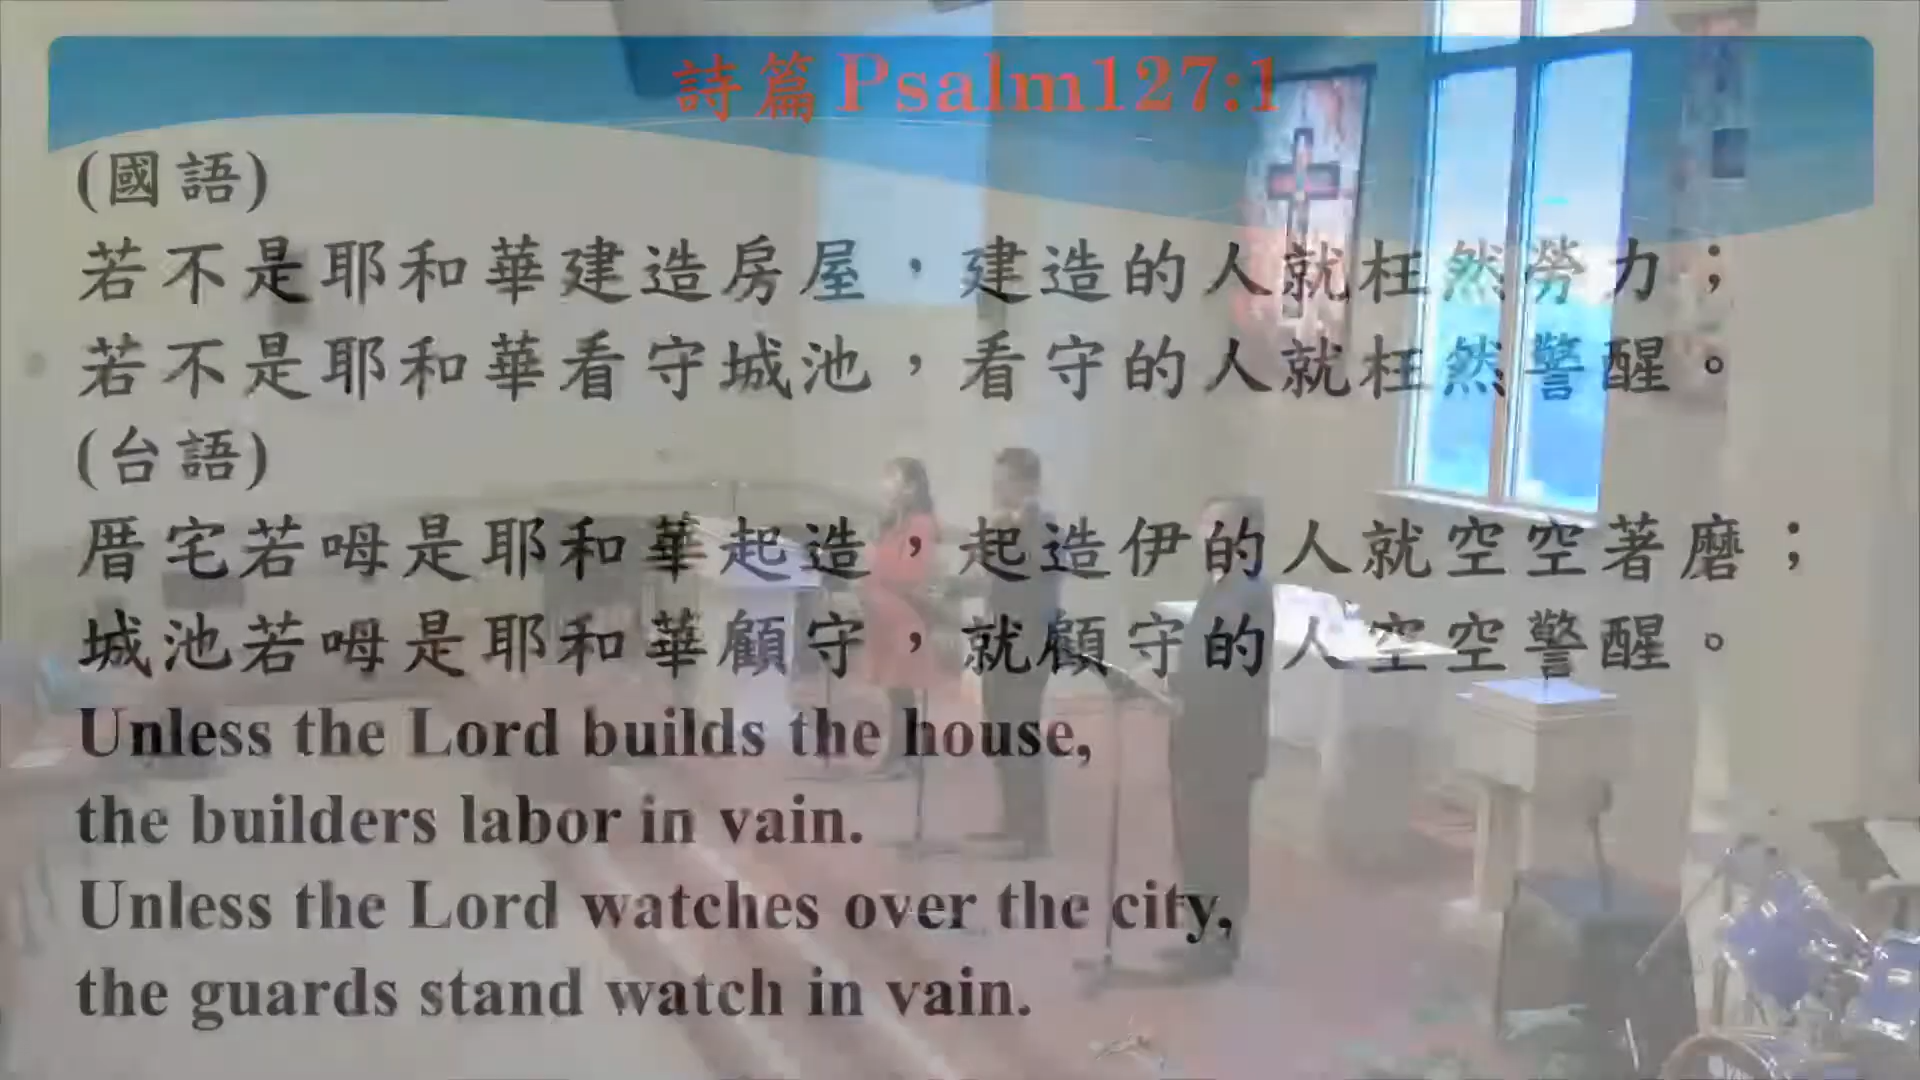 詩篇Psalm127:1
(國語)
若不是耶和華建造房屋，建造的人就枉然勞力；
若不是耶和華看守城池，看守的人就枉然警醒。
(台語)
厝宅若呣是耶和華起造，起造伊的人就空空著磨；
城池若呣是耶和華顧守，就顧守的人空空警醒。
Unless the Lord builds the house,
the builders labor in vain.
Unless the Lord watches over the city,
the guards stand watch in vain.